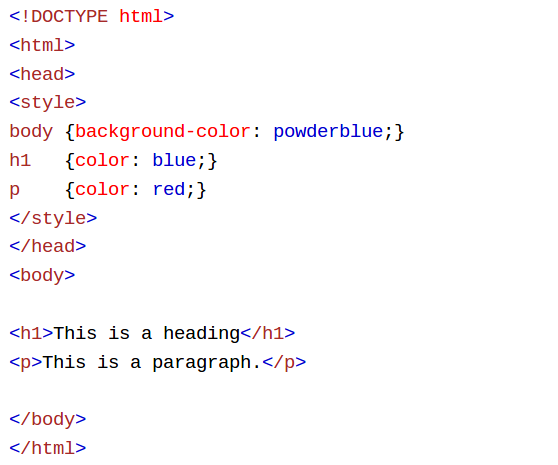 <!DOCTYPE html>
<html>
<head>
<style>
body {background-color: powderblue;}
h1   {color: blue;}
p    {color: red;}
</style>
</head>
<body>

<h1>This is a heading</h1>
<p>This is a paragraph.</p>

</body>
</html>